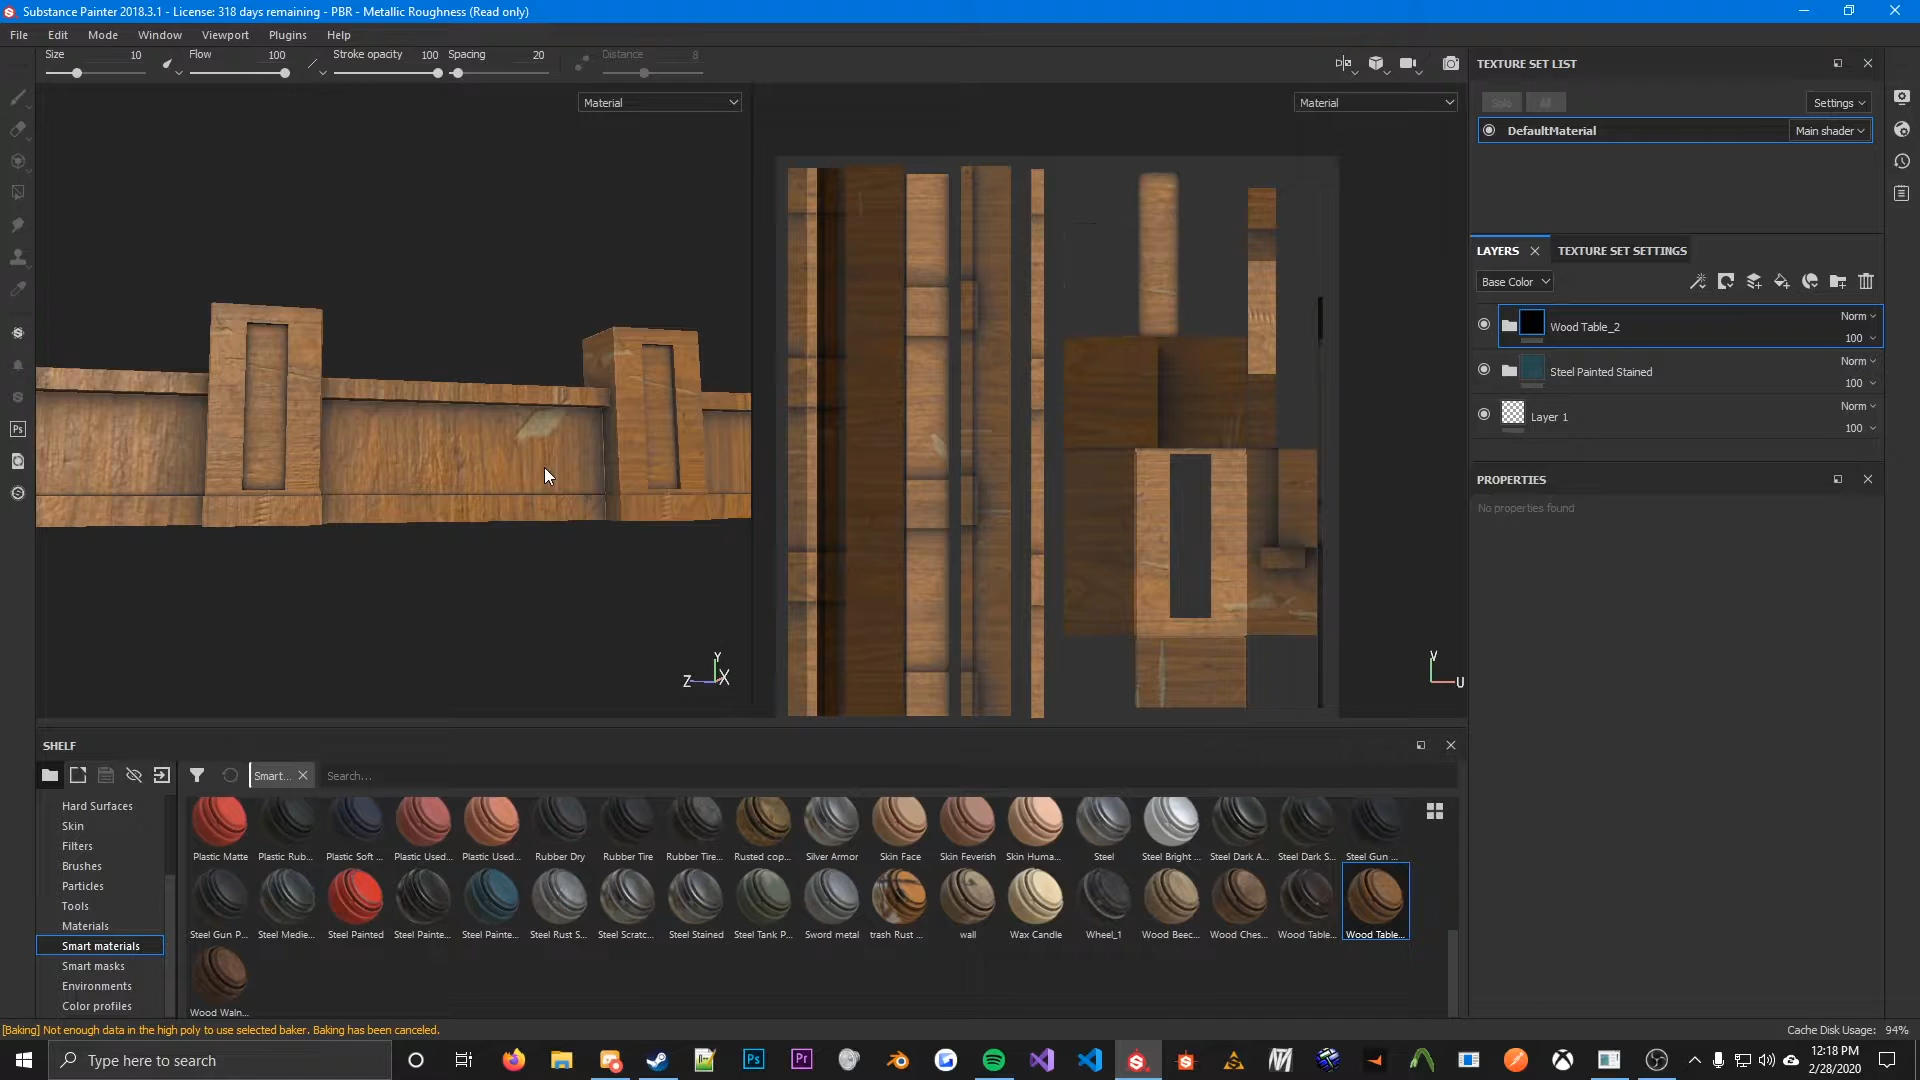 Substance Painter 2018.3.1 - License: 318 days remaining - PBR - Metallic Roughness (Read only)
File Edit Mode Window Viewport Plugins Help
Size 10 Flow 100 Stroke opacity 100 Spacing 20 Distance 8
Material
Material
TEXTURE SET LIST
Solo All Settings
DefaultMaterial Main shader
LAYERS TEXTURE SET SETTINGS
Base Color
Wood Table_2 Norm
100
Steel Painted Stained Norm
100
Layer 1 Norm
100
PROPERTIES
No properties found
Y
Z X
V
U
SHELF
Smart... Search...
Hard Surfaces
Skin
Filters
Brushes
Particles
Tools
Materials
Smart materials
Smart masks
Environments
Color profiles
Plastic Matte Plastic Rub... Plastic Soft ... Plastic Used... Plastic Used... Rubber Dry Rubber Tire Rubber Tire... Rusted cop... Silver Armor Skin Face Skin Feverish Skin Huma... Steel Steel Bright ... Steel Dark A... Steel Dark S... Steel Gun ...
Steel Gun P... Steel Medie... Steel Painted Steel Painte... Steel Painte... Steel Rust S... Steel Scratc... Steel Stained Steel Tank P... Sword metal trash Rust ... wall Wax Candle Wheel_1 Wood Beec... Wood Ches... Wood Table... Wood Table...
Wood Waln...
[Baking] Not enough data in the high poly to use selected baker. Baking has been canceled.
Cache Disk Usage: 94%
Type here to search
Ps
Pr
12:18 PM
2/28/2020